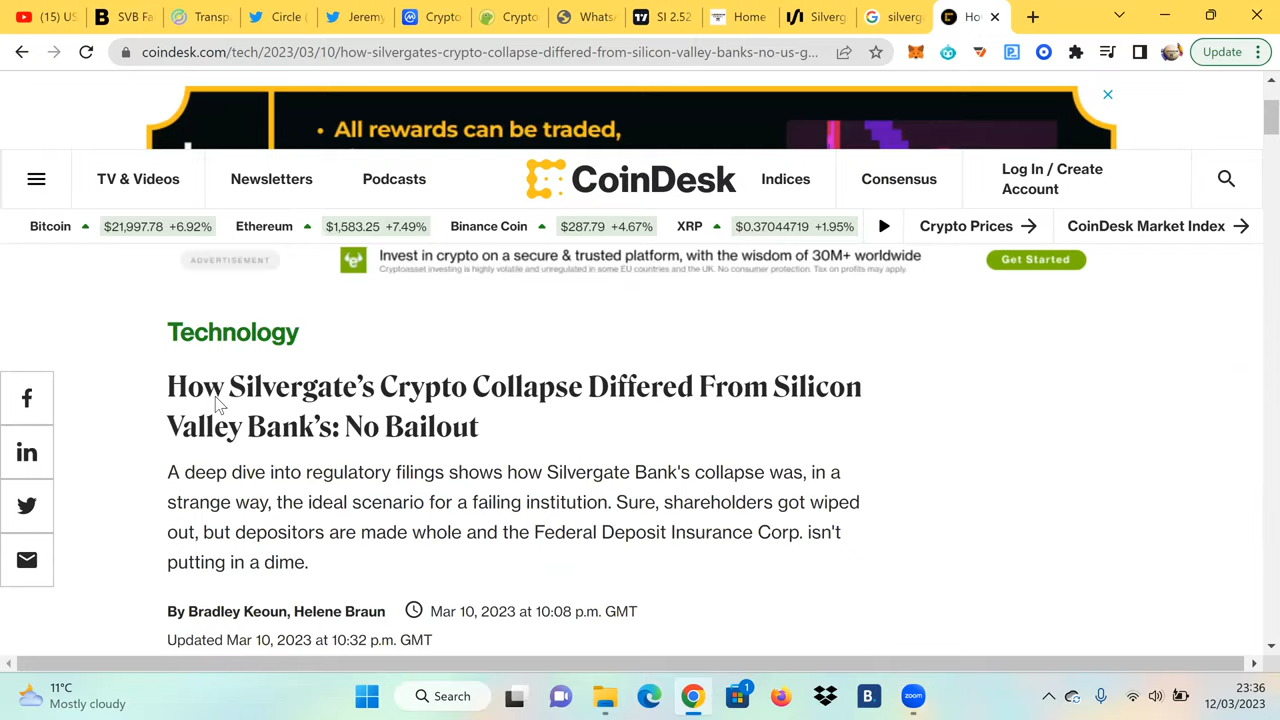 (15) US
SVB Fa
Transp
Circle (
Jeremy
Crypto
Crypto
Whats
SI 2.52
Home
Silverg
silverg
Ho
coindesk.com/tech/2023/03/10/how-silvergates-crypto-collapse-differed-from-silicon-valley-banks-no-us-g...
Update
• All rewards can be traded,
TV & Videos
Newsletters
Podcasts
CoinDesk
Indices
Consensus
Log In / Create
Account
Bitcoin $21,997.78 +6.92% Ethereum $1,583.25 +7.49% Binance Coin $287.79 +4.67% XRP $0.37044719 +1.95% Crypto Prices → CoinDesk Market Index →
ADVERTISEMENT
Invest in crypto on a secure & trusted platform, with the wisdom of 30M+ worldwide
Cryptoasset investing is highly volatile and unregulated in some EU countries and the UK. No consumer protection. Tax on profits may apply.
Get Started
Technology
How Silvergate's Crypto Collapse Differed From Silicon
Valley Bank's: No Bailout
A deep dive into regulatory filings shows how Silvergate Bank's collapse was, in a
strange way, the ideal scenario for a failing institution. Sure, shareholders got wiped
out, but depositors are made whole and the Federal Deposit Insurance Corp. isn't
putting in a dime.
By Bradley Keoun, Helene Braun Mar 10, 2023 at 10:08 p.m. GMT
Updated Mar 10, 2023 at 10:32 p.m. GMT
11°C
Mostly cloudy
Search
1
B.
zoom
23:36
12/03/2023